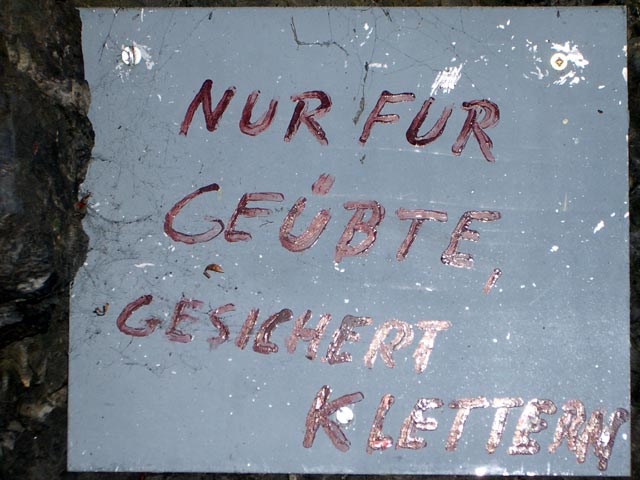 NUR FUR
GEÜBTE,
GESICHERT
KLETTERN